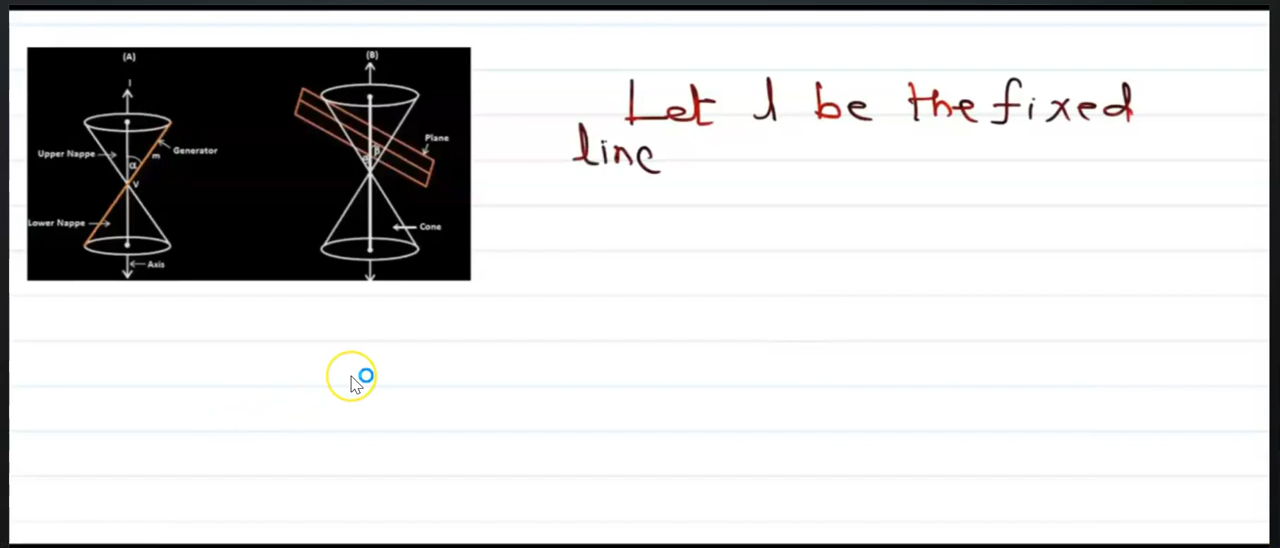 (A)
(B)
l
Upper Nappe
Generator
m
α
V
Lower Nappe
Axis
Plane
β
Cone
Let l be the fixed
line